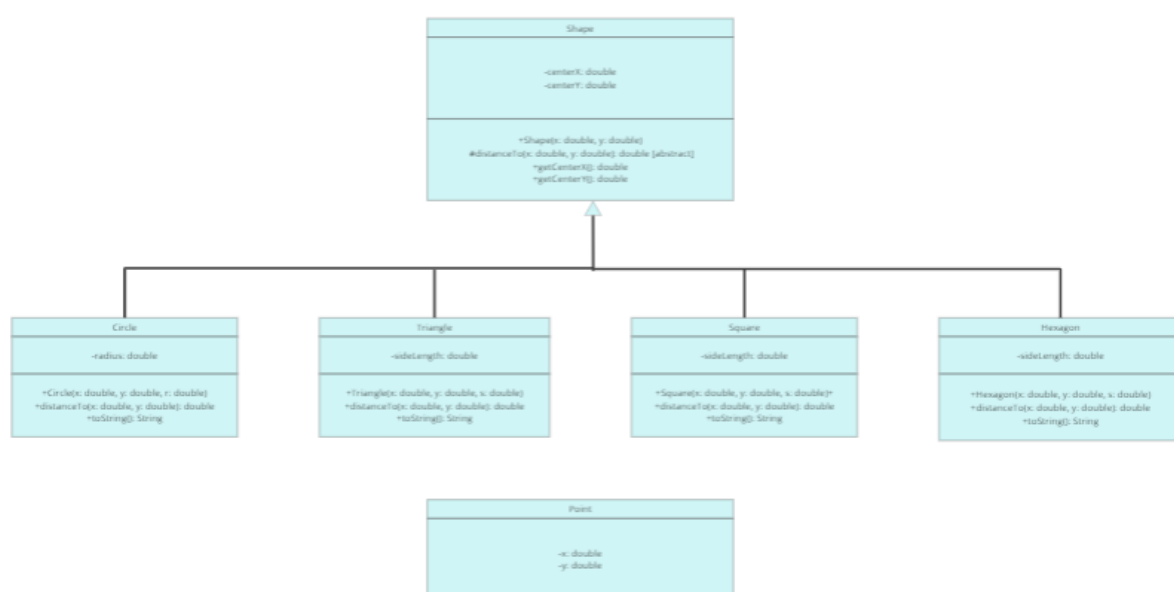 Shape
-centerX: double
-centerY: double
+Shape(x: double, y: double)
#distanceTo(x: double, y: double): double [abstract]
+getCenterX(): double
+getCenterY(): double
Circle
-radius: double
+Circle(x: double, y: double, r: double)
+distanceTo(x: double, y: double): double
+toString(): String
Triangle
-sideLength: double
+Triangle(x: double, y: double, s: double)
+distanceTo(x: double, y: double): double
+toString(): String
Square
-sideLength: double
+Square(x: double, y: double, s: double)+
+distanceTo(x: double, y: double): double
+toString(): String
Hexagon
-sideLength: double
+Hexagon(x: double, y: double, s: double)
+distanceTo(x: double, y: double): double
+toString(): String
Point
-x: double
-y: double